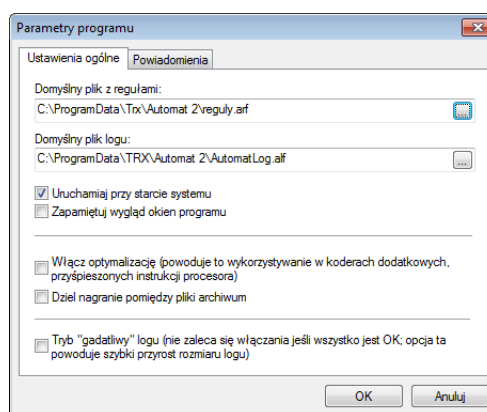 Parametry programu
Ustawienia ogólne
Powiadomienia
Domyślny plik z regułami:
C:\ProgramData\Trx\Automat 2\reguly.arf
...
Domyślny plik logu:
C:\ProgramData\TRX\Automat 2\AutomatLog.alf
...
Uruchamiaj przy starcie systemu
Zapamiętuj wygląd okien programu
Włącz optymalizację (powoduje to wykorzystywanie w koderach dodatkowych,
przyśpieszonych instrukcji procesora)
Dziel nagranie pomiędzy pliki archiwum
Tryb "gadatliwy" logu (nie zaleca się włączania jeśli wszystko jest OK; opcja ta
powoduje szybki przyrost rozmiaru logu)
OK
Anuluj